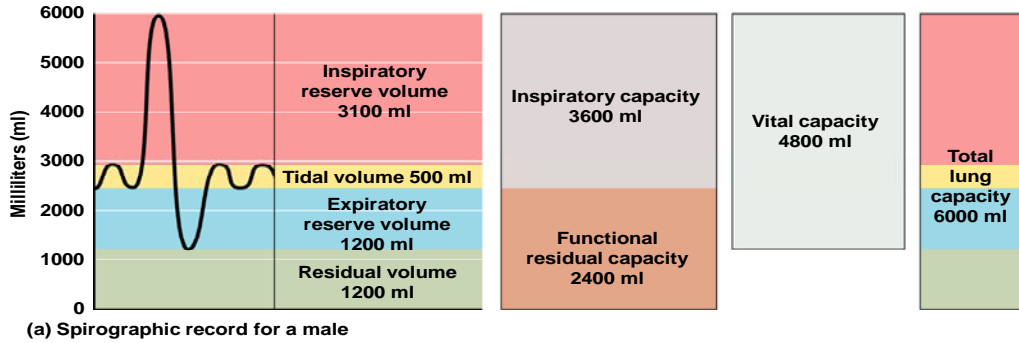 6000
5000
4000
3000
2000
1000
0
Milliliters (ml)
Inspiratory
reserve volume
3100 ml
Tidal volume 500 ml
Expiratory
reserve volume
1200 ml
Residual volume
1200 ml
Inspiratory capacity
3600 ml
Functional
residual capacity
2400 ml
Vital capacity
4800 ml
Total
lung
capacity
6000 ml
(a) Spirographic record for a male